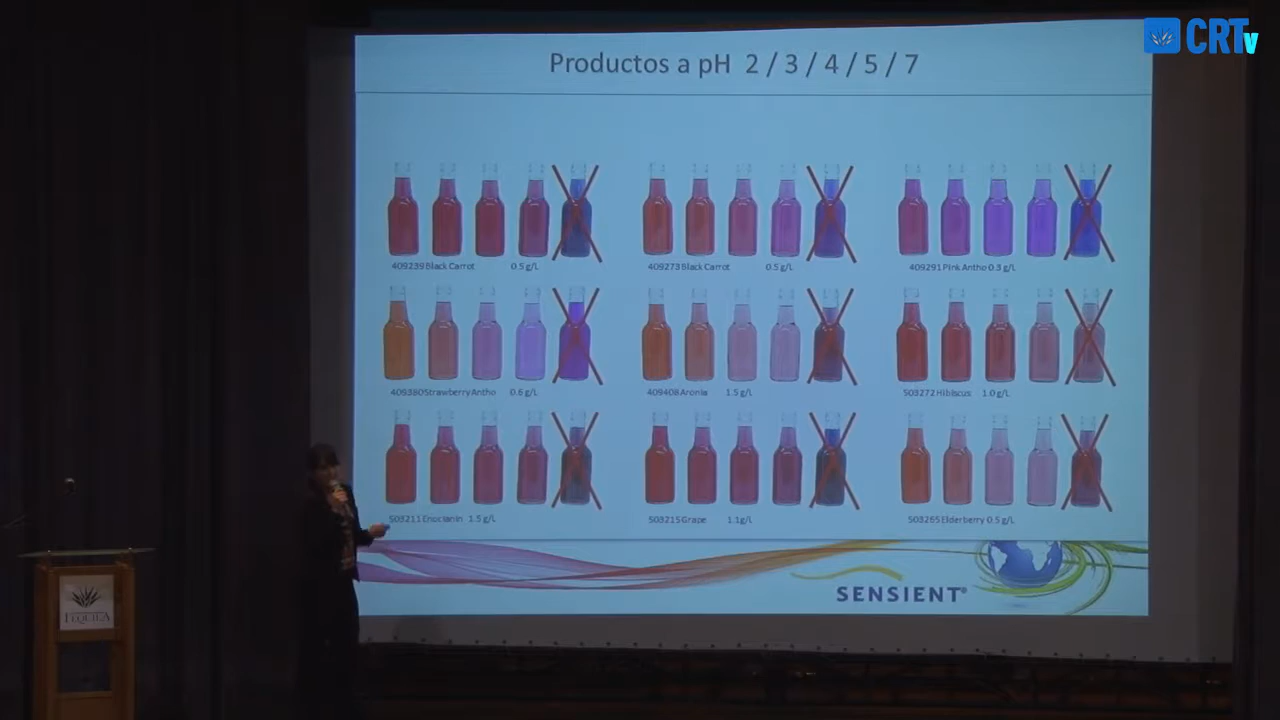 CRTv
Productos a pH 2 / 3 / 4 / 5 / 7
409239 Black Carrot 0.5 g/L
409273 Black Carrot 0.5 g/L
409291 Pink Antho 0.3 g/L
409380 Strawberry Antho 0.6 g/L
409408 Aronia 1.5 g/L
503272 Hibiscus 1.0 g/L
503211 Enocianin 1.5 g/L
503215 Grape 1.1 g/L
503265 Elderberry 0.5 g/L
SENSIENT®
TEQUILA